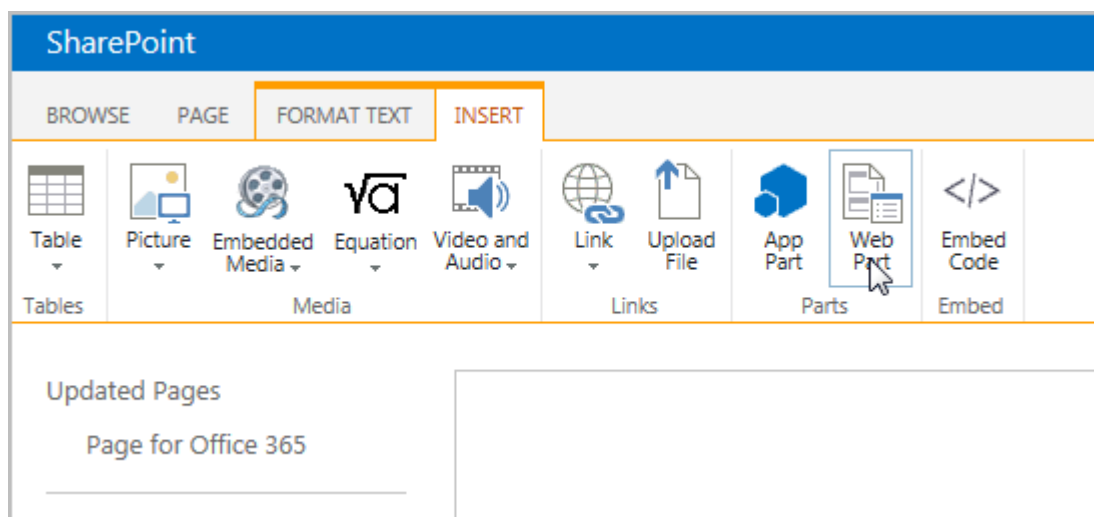 SharePoint
BROWSE PAGE FORMAT TEXT INSERT
Table
Picture
Embedded
Media
√a
Equation
Video and
Audio
Link
Upload
File
App
Part
Web
Part
</>
Embed
Code
Tables
Media
Links
Parts
Embed
Updated Pages
Page for Office 365